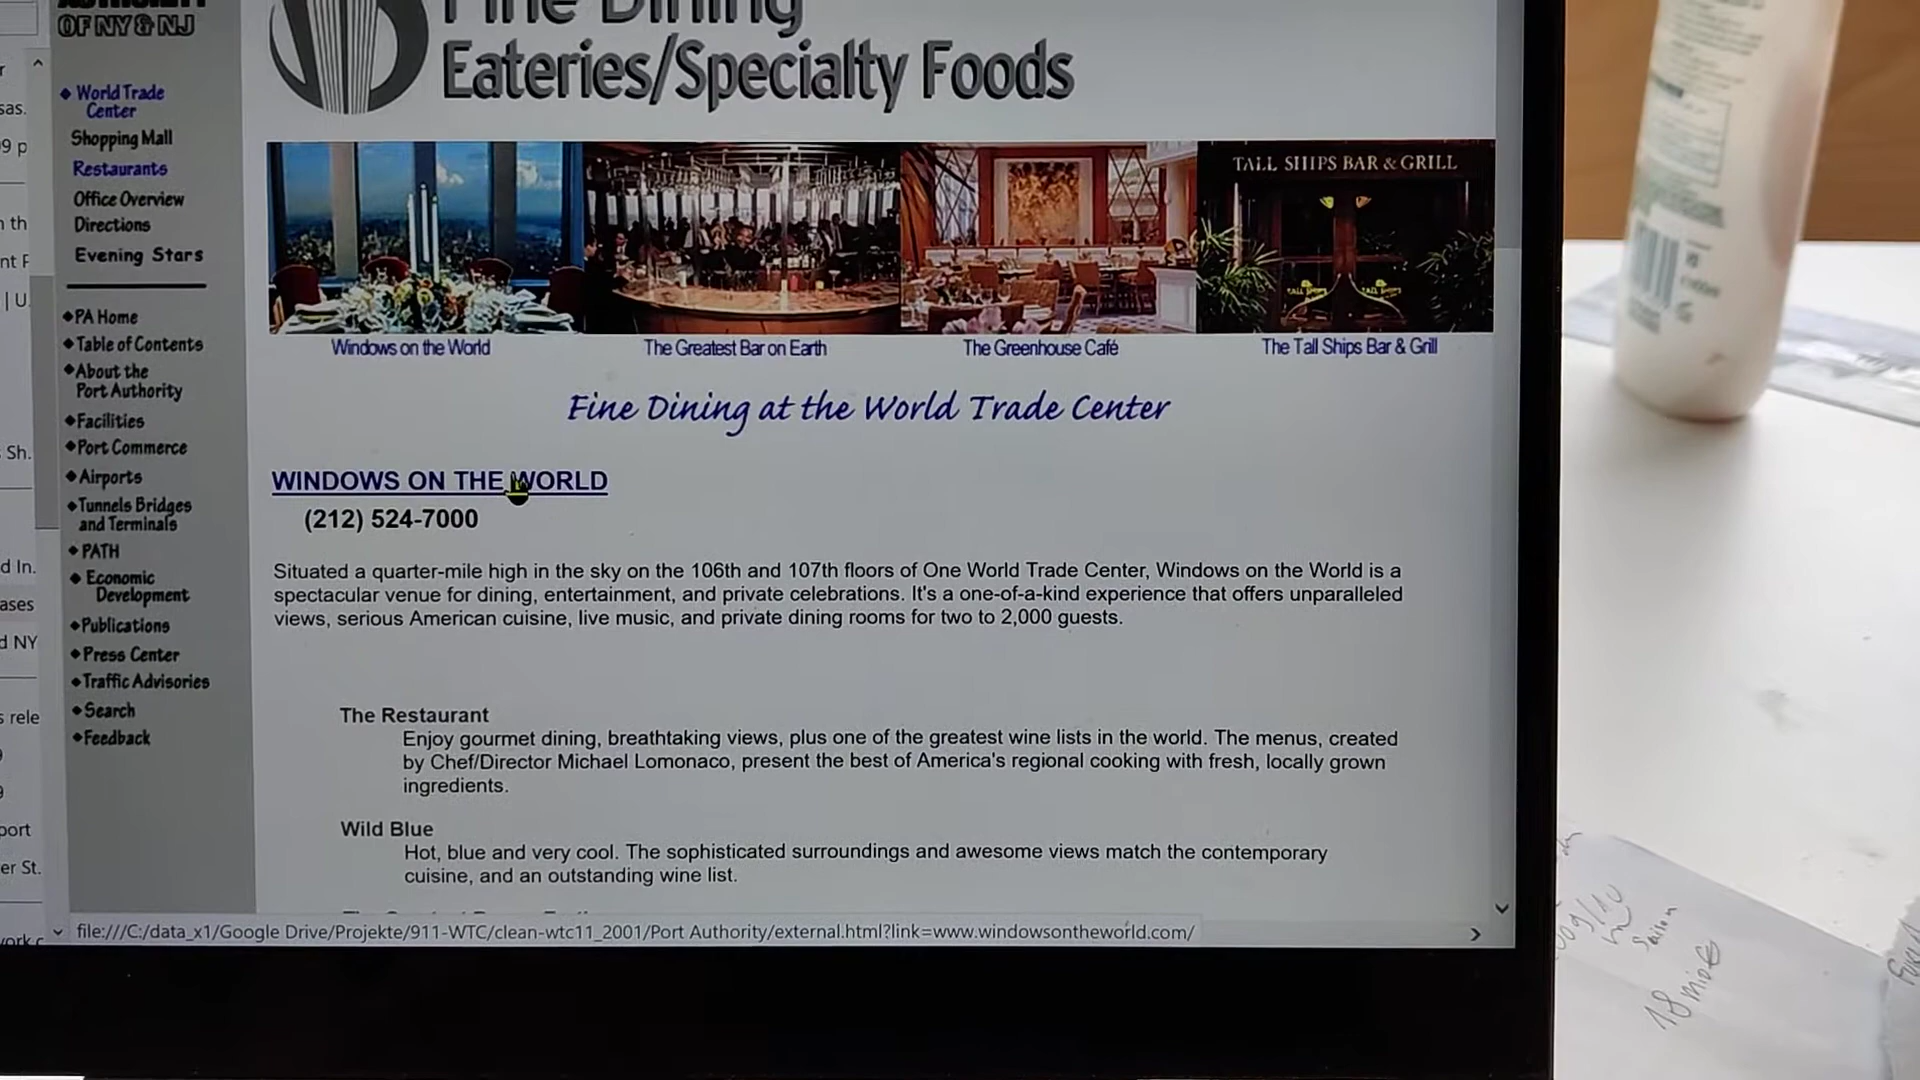 OF NY & NJ
World Trade
Center
Shopping Mall
Restaurants
Office Overview
Directions
Evening Stars
PA Home
Table of Contents
About the
Port Authority
Facilities
Port Commerce
Airports
Tunnels Bridges
and Terminals
PATH
Economic
Development
Publications
Press Center
Traffic Advisories
Search
Feedback
Fine Dining
Eateries/Specialty Foods
TALL SHIPS BAR & GRILL
Windows on the World
The Greatest Bar on Earth
The Greenhouse Café
The Tall Ships Bar & Grill
Fine Dining at the World Trade Center
WINDOWS ON THE WORLD
(212) 524-7000
Situated a quarter-mile high in the sky on the 106th and 107th floors of One World Trade Center, Windows on the World is a
spectacular venue for dining, entertainment, and private celebrations. It's a one-of-a-kind experience that offers unparalleled
views, serious American cuisine, live music, and private dining rooms for two to 2,000 guests.
The Restaurant
Enjoy gourmet dining, breathtaking views, plus one of the greatest wine lists in the world. The menus, created
by Chef/Director Michael Lomonaco, present the best of America's regional cooking with fresh, locally grown
ingredients.
Wild Blue
Hot, blue and very cool. The sophisticated surroundings and awesome views match the contemporary
cuisine, and an outstanding wine list.
file:///C:/data_x1/Google Drive/Projekte/911-WTC/clean-wtc11_2001/Port Authority/external.html?link=www.windowsontheworld.com/